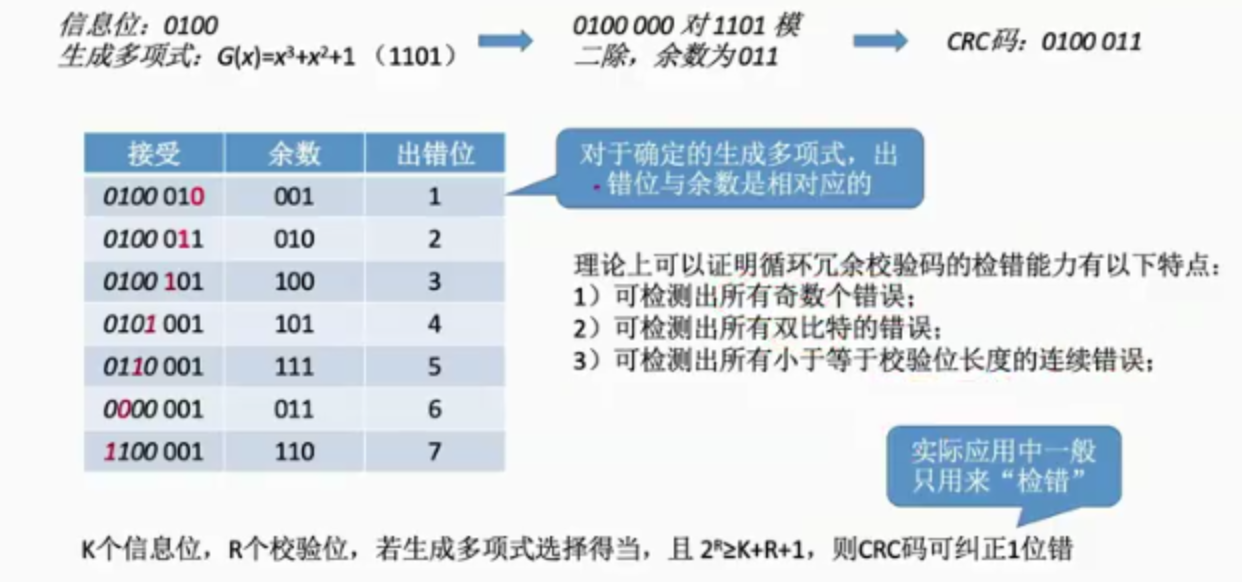 信息位：0100
生成多项式：G(x)=x³+x²+1 （1101）
0100 000 对 1101 模
二除，余数为011
CRC码：0100 011
接受 余数 出错位
0100 010 001 1
0100 011 010 2
0100 101 100 3
0101 001 101 4
0110 001 111 5
0000 001 011 6
1100 001 110 7
对于确定的生成多项式，出
错位与余数是相对应的
理论上可以证明循环冗余校验码的检错能力有以下特点：
1）可检测出所有奇数个错误；
2）可检测出所有双比特的错误；
3）可检测出所有小于等于校验位长度的连续错误；
实际应用中一般
只用来“检错”
K个信息位，R个校验位，若生成多项式选择得当，且 2ᴿ≥K+R+1，则CRC码可纠正1位错